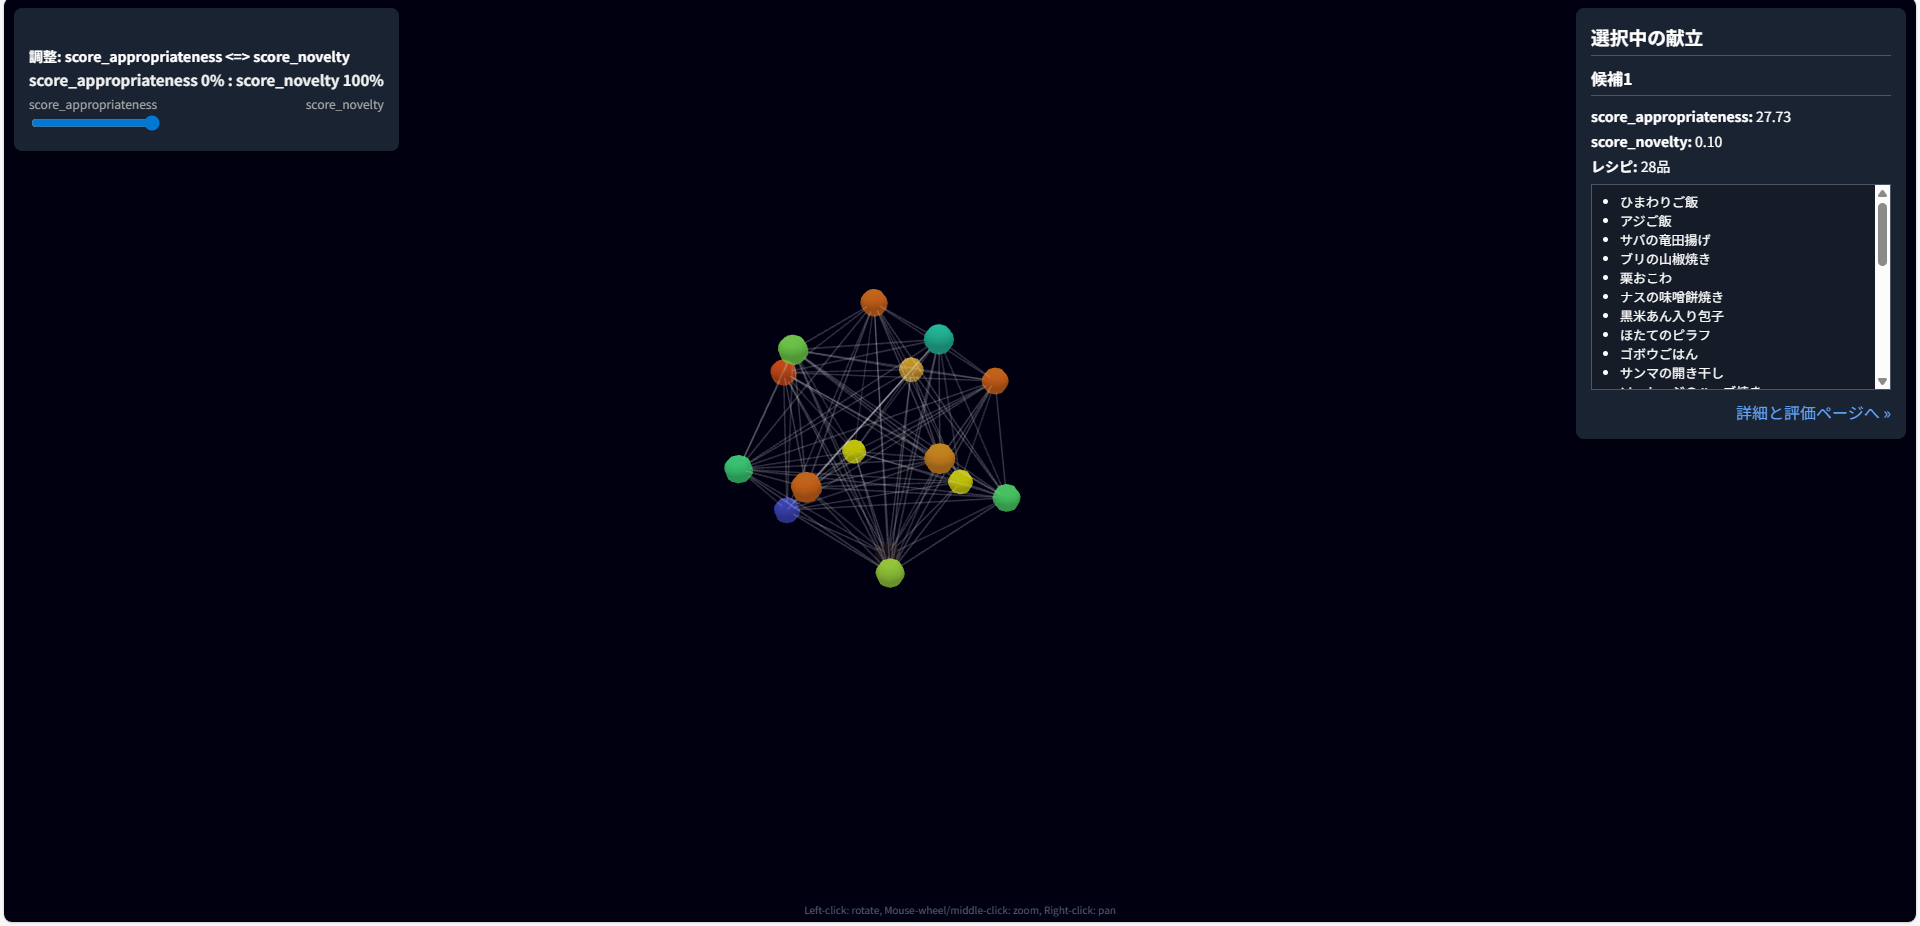 調整: score_appropriateness <=> score_novelty
score_appropriateness 0% : score_novelty 100%
score_appropriateness score_novelty
選択中の献立
候補1
score_appropriateness: 27.73
score_novelty: 0.10
レシピ: 28品
ひまわりご飯
アジご飯
サバの竜田揚げ
ブリの山椒焼き
栗おこわ
ナスの味噌餅焼き
黒米あん入り包子
ほたてのピラフ
ゴボウごはん
サンマの開き干し
詳細と評価ページへ »
Left-click: rotate, Mouse-wheel/middle-click: zoom, Right-click: pan